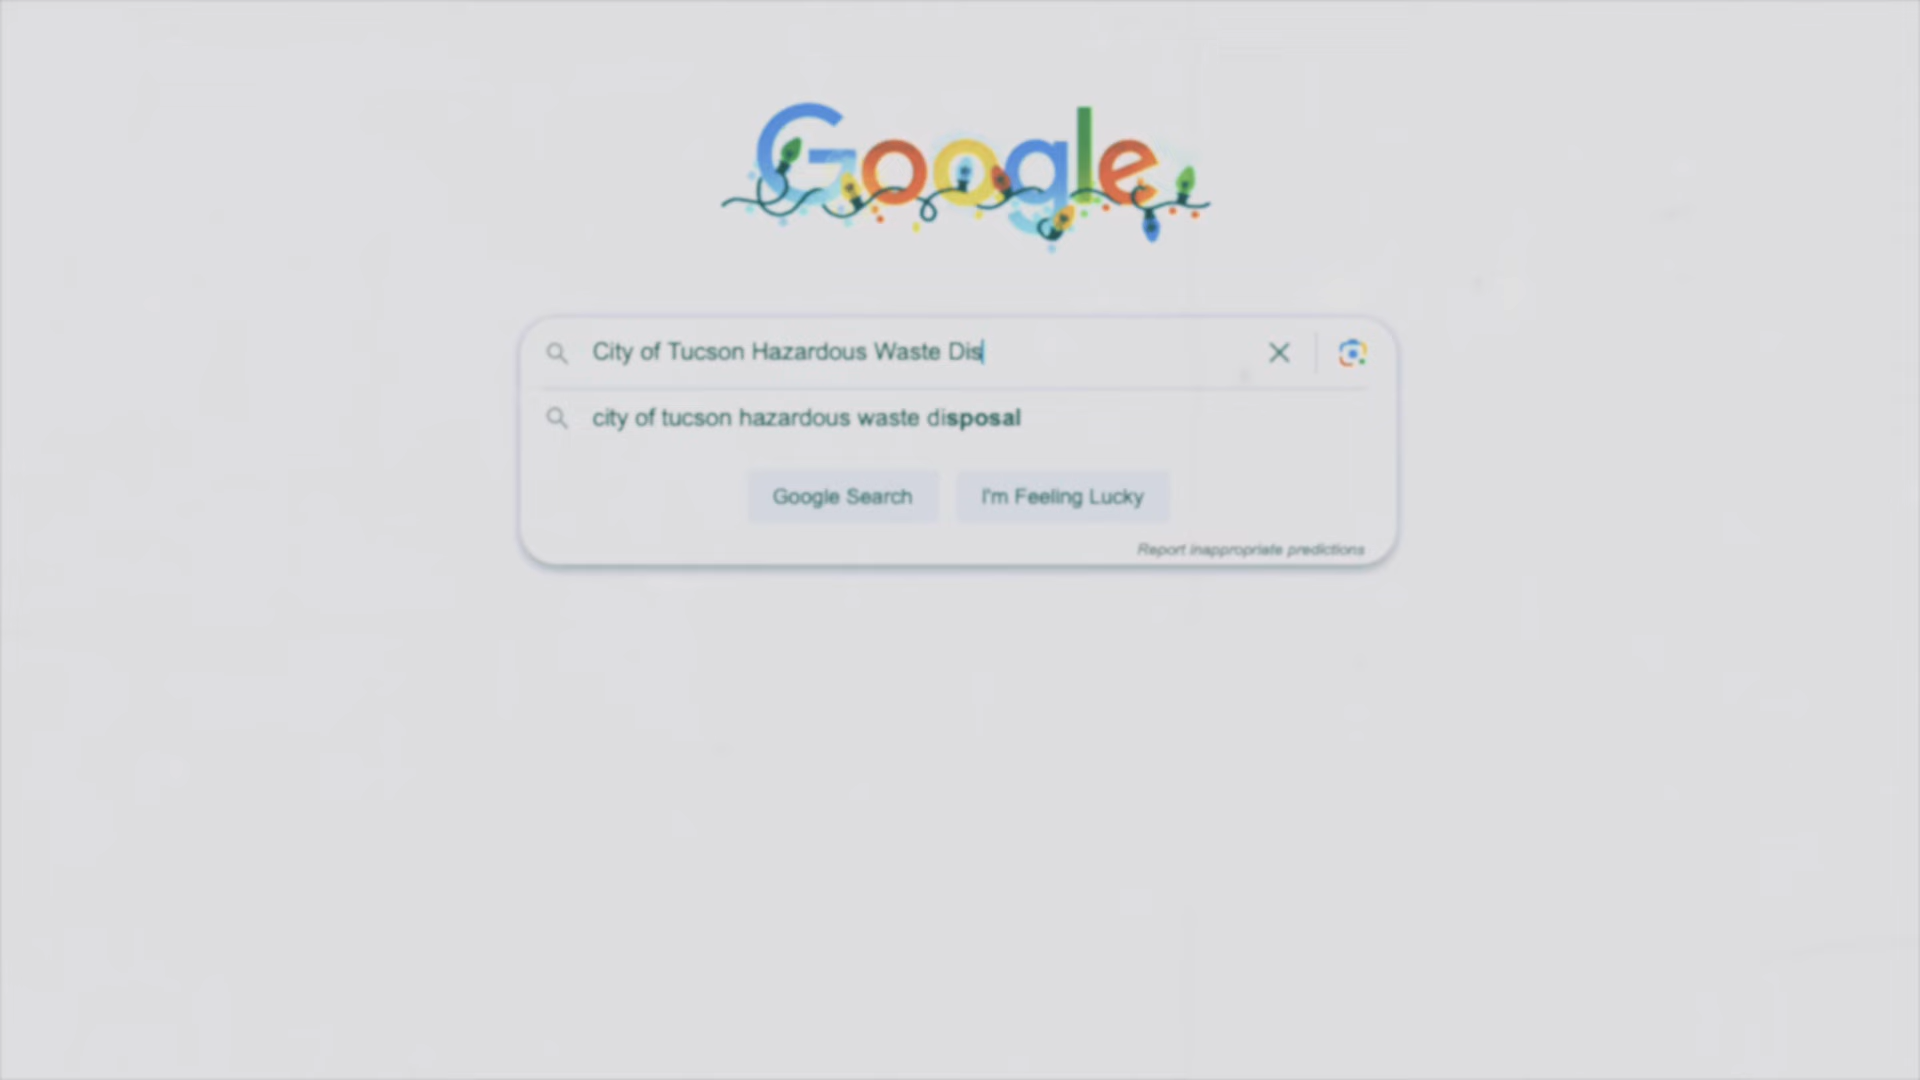 Google
City of Tucson Hazardous Waste Dis
city of tucson hazardous waste disposal
Google Search I'm Feeling Lucky
Report inappropriate predictions